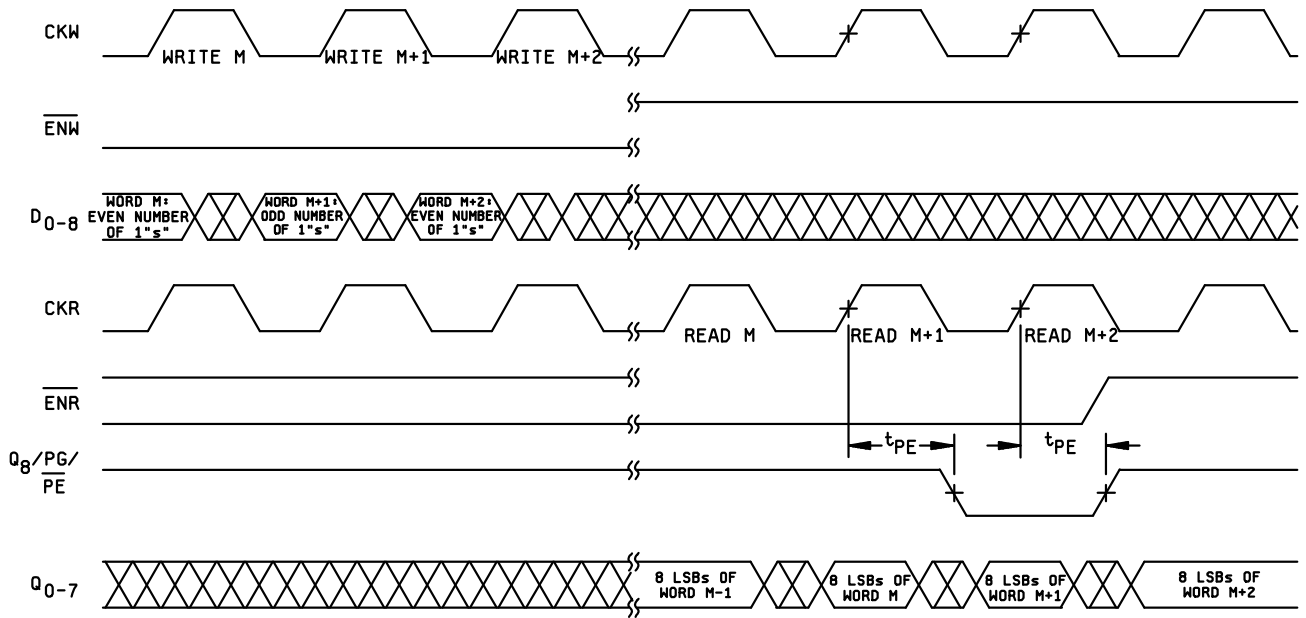 CKW
WRITE M WRITE M+1 WRITE M+2
ENW
D0-8
WORD M:
EVEN NUMBER
OF 1"s"
WORD M+1:
ODD NUMBER
OF 1"s"
WORD M+2:
EVEN NUMBER
OF 1"s"
CKR
READ M READ M+1 READ M+2
ENR
tPE tPE
Q8/PG/
PE
Q0-7
8 LSBs OF
WORD M-1
8 LSBs OF
WORD M
8 LSBs OF
WORD M+1
8 LSBs OF
WORD M+2